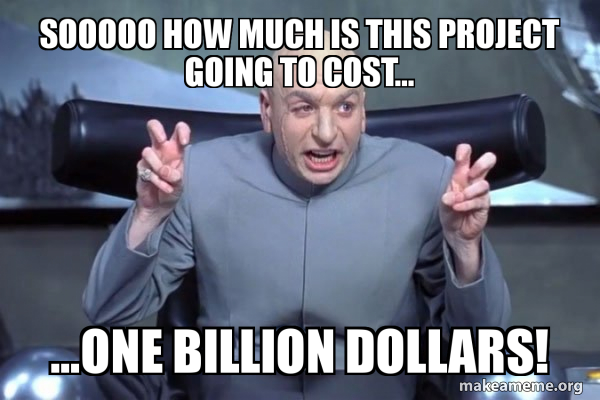 SOOOOO HOW MUCH IS THIS PROJECT
GOING TO COST...
...ONE BILLION DOLLARS!
makeameme.org